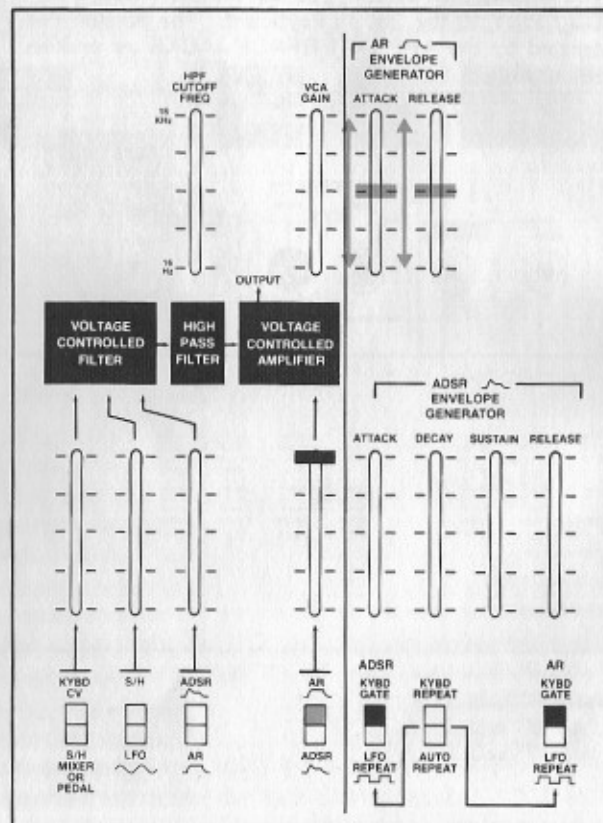 AR
ENVELOPE
GENERATOR
HPF
CUTOFF
FREQ
VCA
GAIN
ATTACK
RELEASE
16
KHz
16
Hz
OUTPUT
VOLTAGE
CONTROLLED
FILTER
HIGH
PASS
FILTER
VOLTAGE
CONTROLLED
AMPLIFIER
ADSR
ENVELOPE
GENERATOR
ATTACK
DECAY
SUSTAIN
RELEASE
KYBD
CV
S/H
MIXER
OR
PEDAL
S/H
LFO
ADSR
AR
AR
ADSR
ADSR
KYBD
GATE
LFO
REPEAT
KYBD
REPEAT
AUTO
REPEAT
AR
KYBD
GATE
LFO
REPEAT